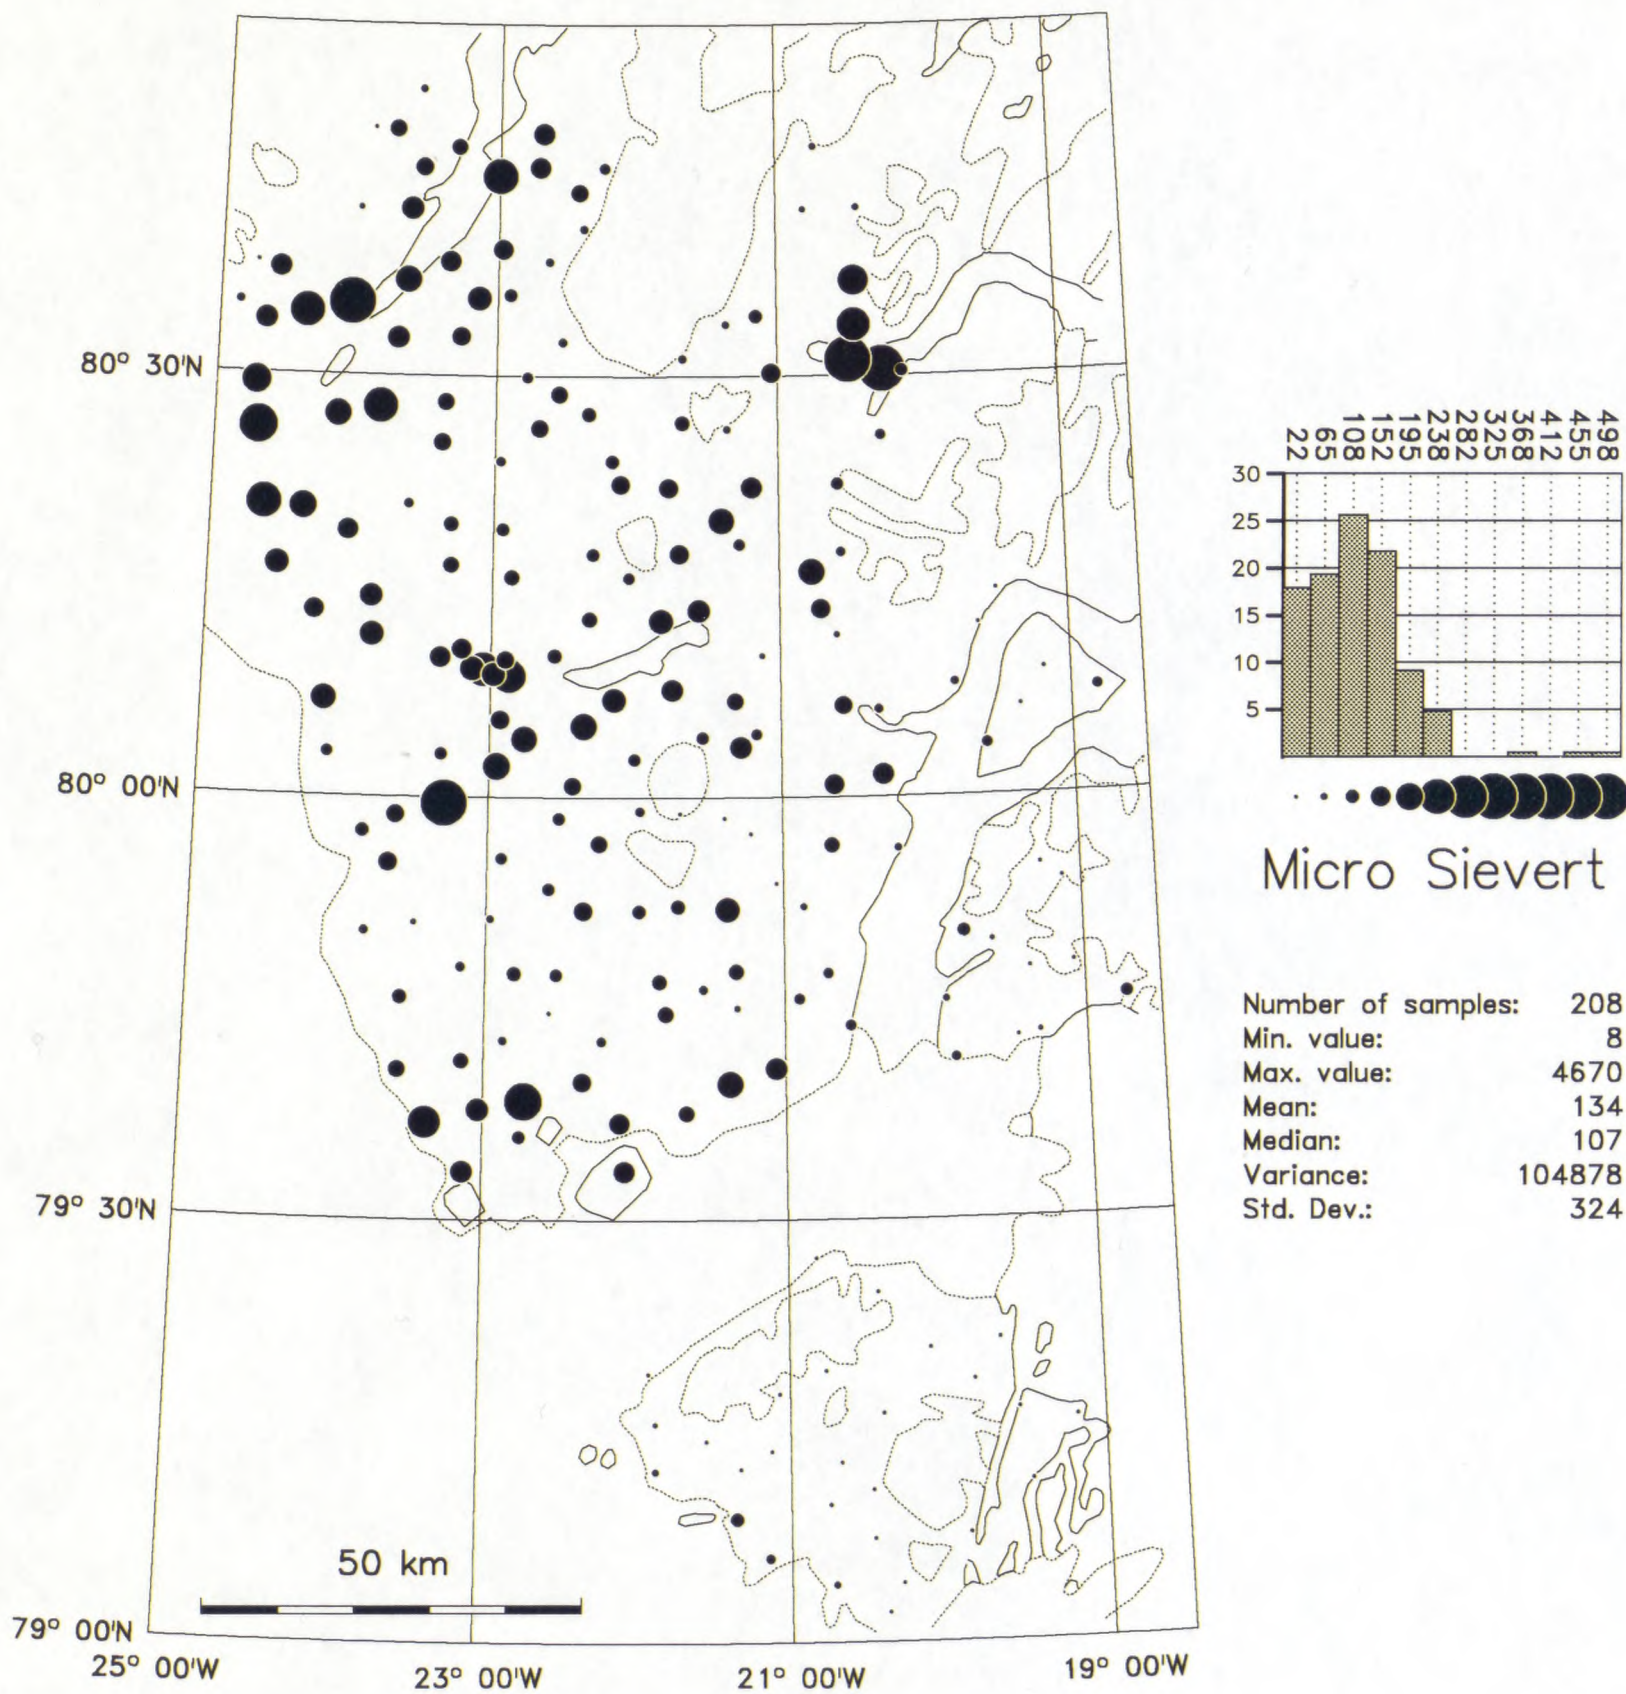 80° 30'N
80° 00'N
79° 30'N
79° 00'N
25° 00'W
23° 00'W
21° 00'W
19° 00'W
50 km
22 65 108 152 195 238 282 325 368 412 455 498
30
25
20
15
10
5
Micro Sievert
Number of samples: 208
Min. value: 8
Max. value: 4670
Mean: 134
Median: 107
Variance: 104878
Std. Dev.: 324